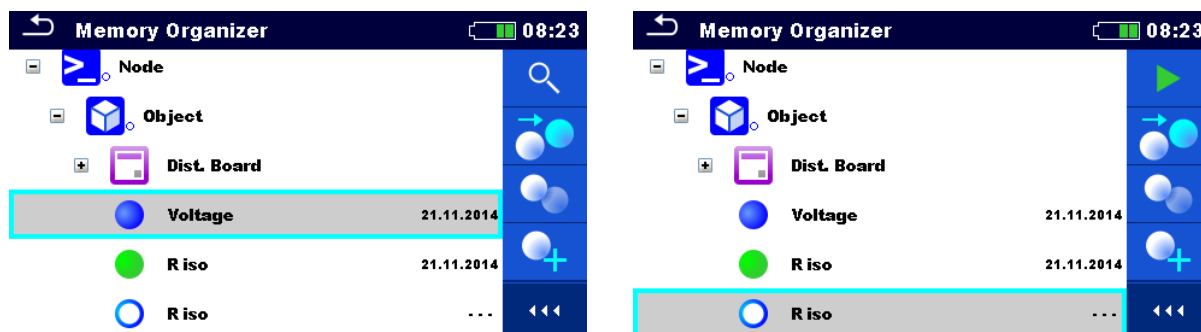 Memory Organizer 08:23
Node
Object
Dist. Board
Voltage 21.11.2014
R iso 21.11.2014
R iso ---
Memory Organizer 08:23
Node
Object
Dist. Board
Voltage 21.11.2014
R iso 21.11.2014
R iso ---